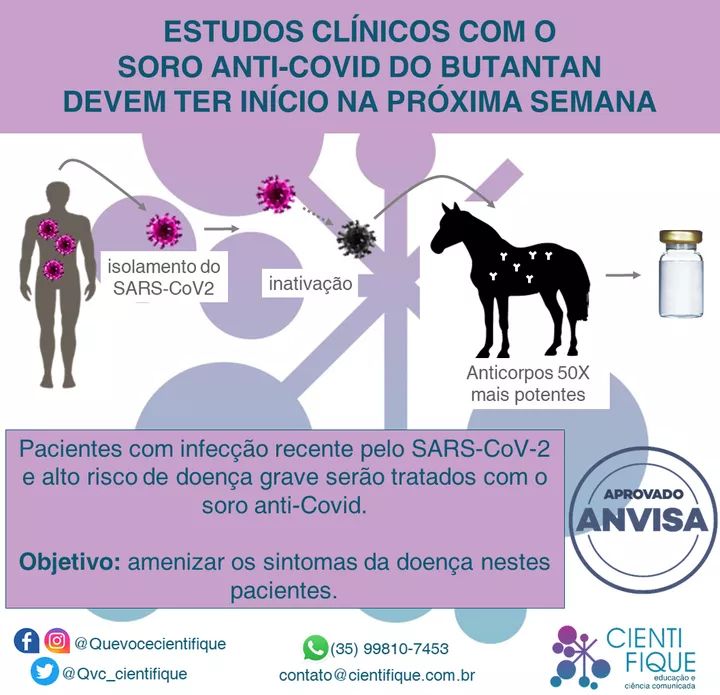 ESTUDOS CLÍNICOS COM O
SORO ANTI-COVID DO BUTANTAN
DEVEM TER INÍCIO NA PRÓXIMA SEMANA
isolamento do
SARS-CoV2
inativação
Anticorpos 50X
mais potentes
Pacientes com infecção recente pelo SARS-CoV-2
e alto risco de doença grave serão tratados com o
soro anti-Covid.
Objetivo: amenizar os sintomas da doença nestes
pacientes.
APROVADO
ANVISA
@Quevocecientifique
@Qvc_cientifique
(35) 99810-7453
contato@cientifique.com.br
CIENTI
FIQUE
educação e
ciência comunicada